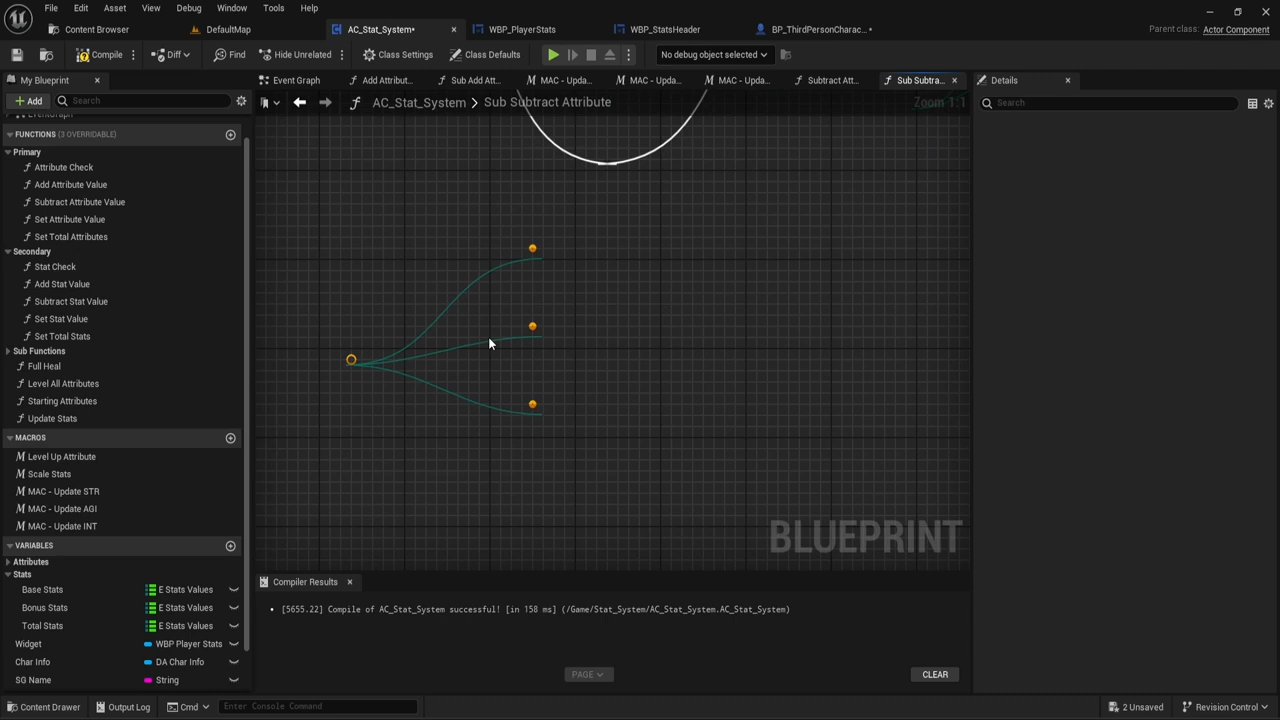 File Edit Asset View Debug Window Tools Help
Content Browser DefaultMap AC_Stat_System* WBP_PlayerStats WBP_StatsHeader BP_ThirdPersonCharac... * Parent class: Actor Component
Compile Diff Find Hide Unrelated Class Settings Class Defaults No debug object selected
My Blueprint Event Graph Add Attribut... Sub Add Att... MAC - Upda... MAC - Upda... MAC - Upda... Subtract Att... Sub Subtra... Details
Add Search AC_Stat_System > Sub Subtract Attribute Zoom 1:1 Search
EventGraph
FUNCTIONS (3 OVERRIDABLE)
Primary
Attribute Check
Add Attribute Value
Subtract Attribute Value
Set Attribute Value
Set Total Attributes
Secondary
Stat Check
Add Stat Value
Subtract Stat Value
Set Stat Value
Set Total Stats
Sub Functions
Full Heal
Level All Attributes
Starting Attributes
Update Stats
MACROS
Level Up Attribute
Scale Stats
MAC - Update STR
MAC - Update AGI
MAC - Update INT
VARIABLES
Attributes
Stats
Base Stats E Stats Values
Bonus Stats E Stats Values
Total Stats E Stats Values
Widget WBP Player Stats
Char Info DA Char Info
SG Name String
BLUEPRINT
Compiler Results
[5655.22] Compile of AC_Stat_System successful! [in 158 ms] (/Game/Stat_System/AC_Stat_System.AC_Stat_System)
PAGE CLEAR
Content Drawer Output Log Cmd Enter Console Command 2 Unsaved Revision Control